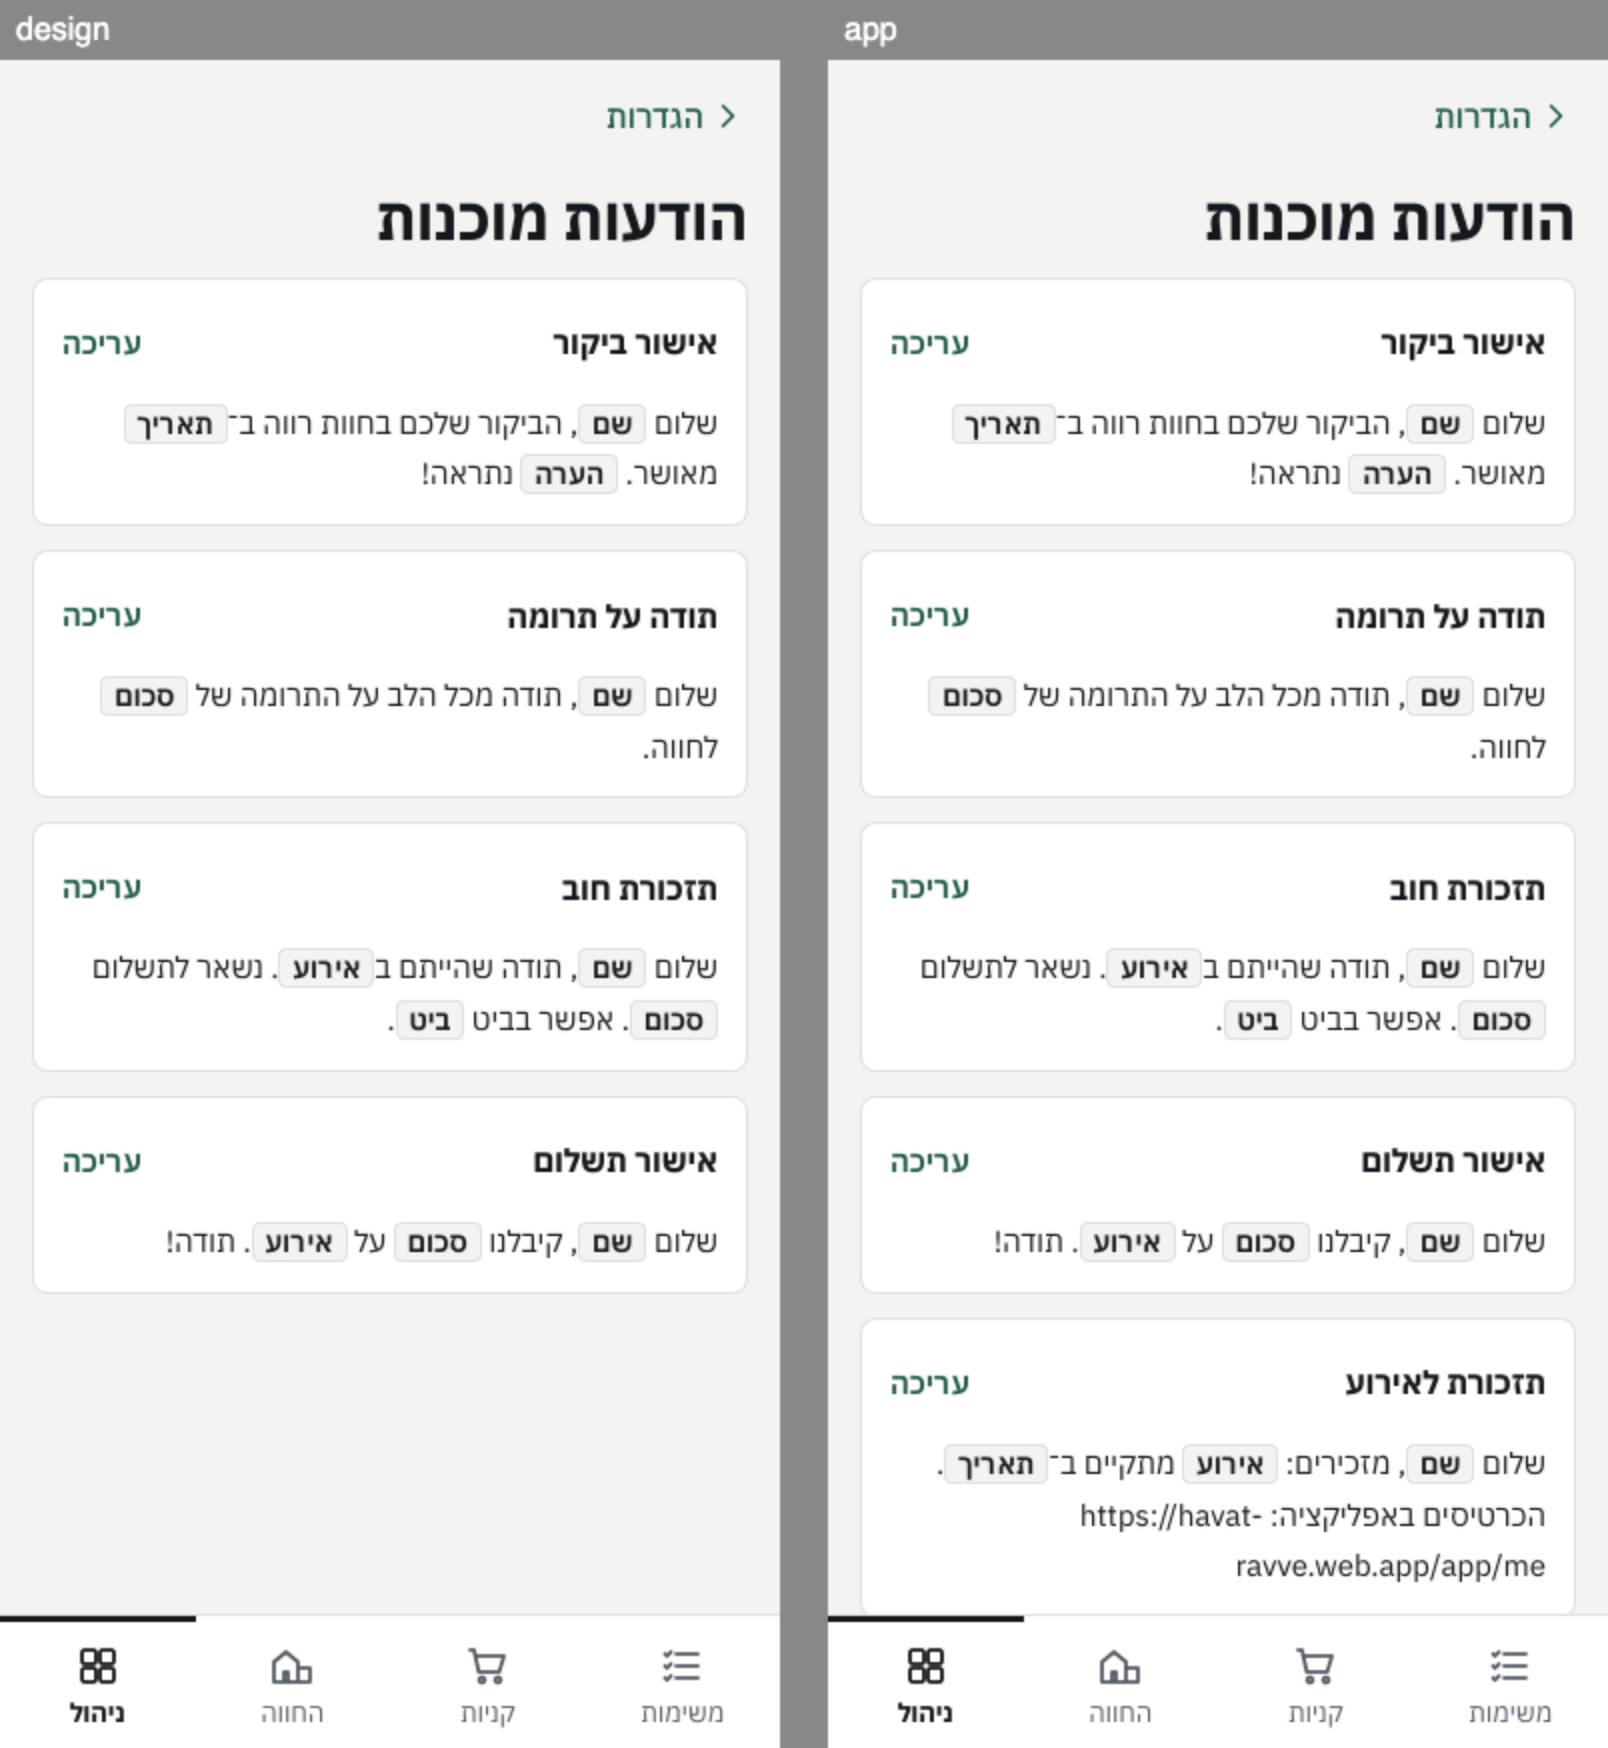 design
הגדרות
הודעות מוכנות
אישור ביקור
עריכה
שלום שם, הביקור שלכם בחוות רווה ב־תאריך
מאושר. הערה נתראה!
תודה על תרומה
עריכה
שלום שם, תודה מכל הלב על התרומה של סכום
לחווה.
תזכורת חוב
עריכה
שלום שם, תודה שהייתם באירוע. נשאר לתשלום
סכום. אפשר בביט ביט.
אישור תשלום
עריכה
שלום שם, קיבלנו סכום על אירוע. תודה!
משימות
קניות
החווה
ניהול
app
הגדרות
הודעות מוכנות
אישור ביקור
עריכה
שלום שם, הביקור שלכם בחוות רווה ב־תאריך
מאושר. הערה נתראה!
תודה על תרומה
עריכה
שלום שם, תודה מכל הלב על התרומה של סכום
לחווה.
תזכורת חוב
עריכה
שלום שם, תודה שהייתם באירוע. נשאר לתשלום
סכום. אפשר בביט ביט.
אישור תשלום
עריכה
שלום שם, קיבלנו סכום על אירוע. תודה!
תזכורת לאירוע
עריכה
שלום שם, מזכירים: אירוע מתקיים ב־תאריך.
הכרטיסים באפליקציה: https://havat-
ravve.web.app/app/me
משימות
קניות
החווה
ניהול